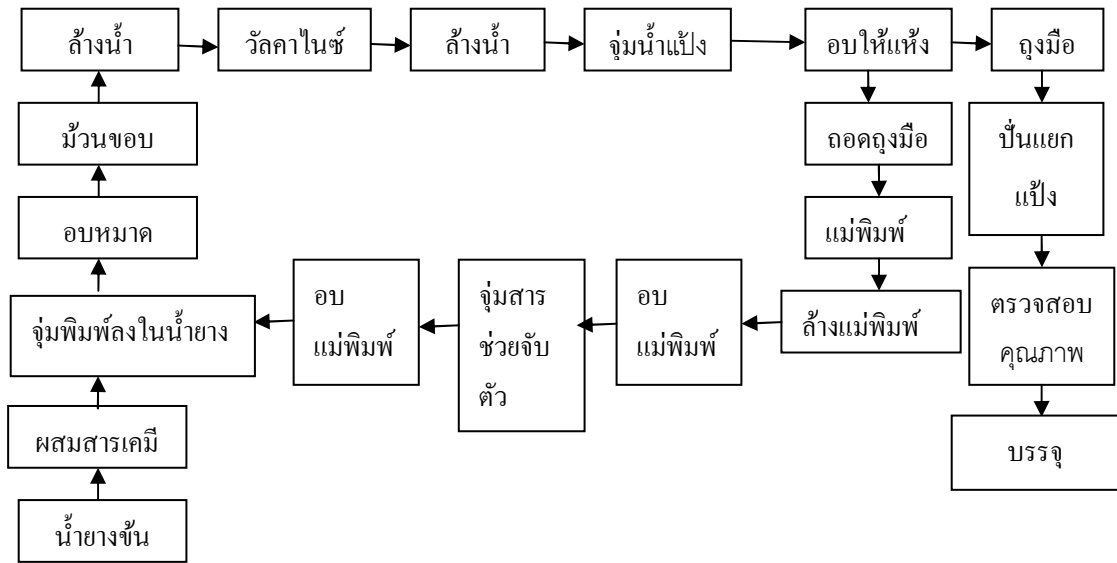 ล้างน้ำ
วัลคาไนซ์
ล้างน้ำ
จุ่มน้ำแป้ง
อบให้แห้ง
ถุงมือ
ม้วนขอบ
ถอดถุงมือ
ปั่นแยก
แป้ง
อบหมาด
แม่พิมพ์
จุ่มพิมพ์ลงในน้ำยาง
อบ
แม่พิมพ์
จุ่มสาร
ช่วยจับ
ตัว
อบ
แม่พิมพ์
ล้างแม่พิมพ์
ตรวจสอบ
คุณภาพ
ผสมสารเคมี
บรรจุ
น้ำยางข้น